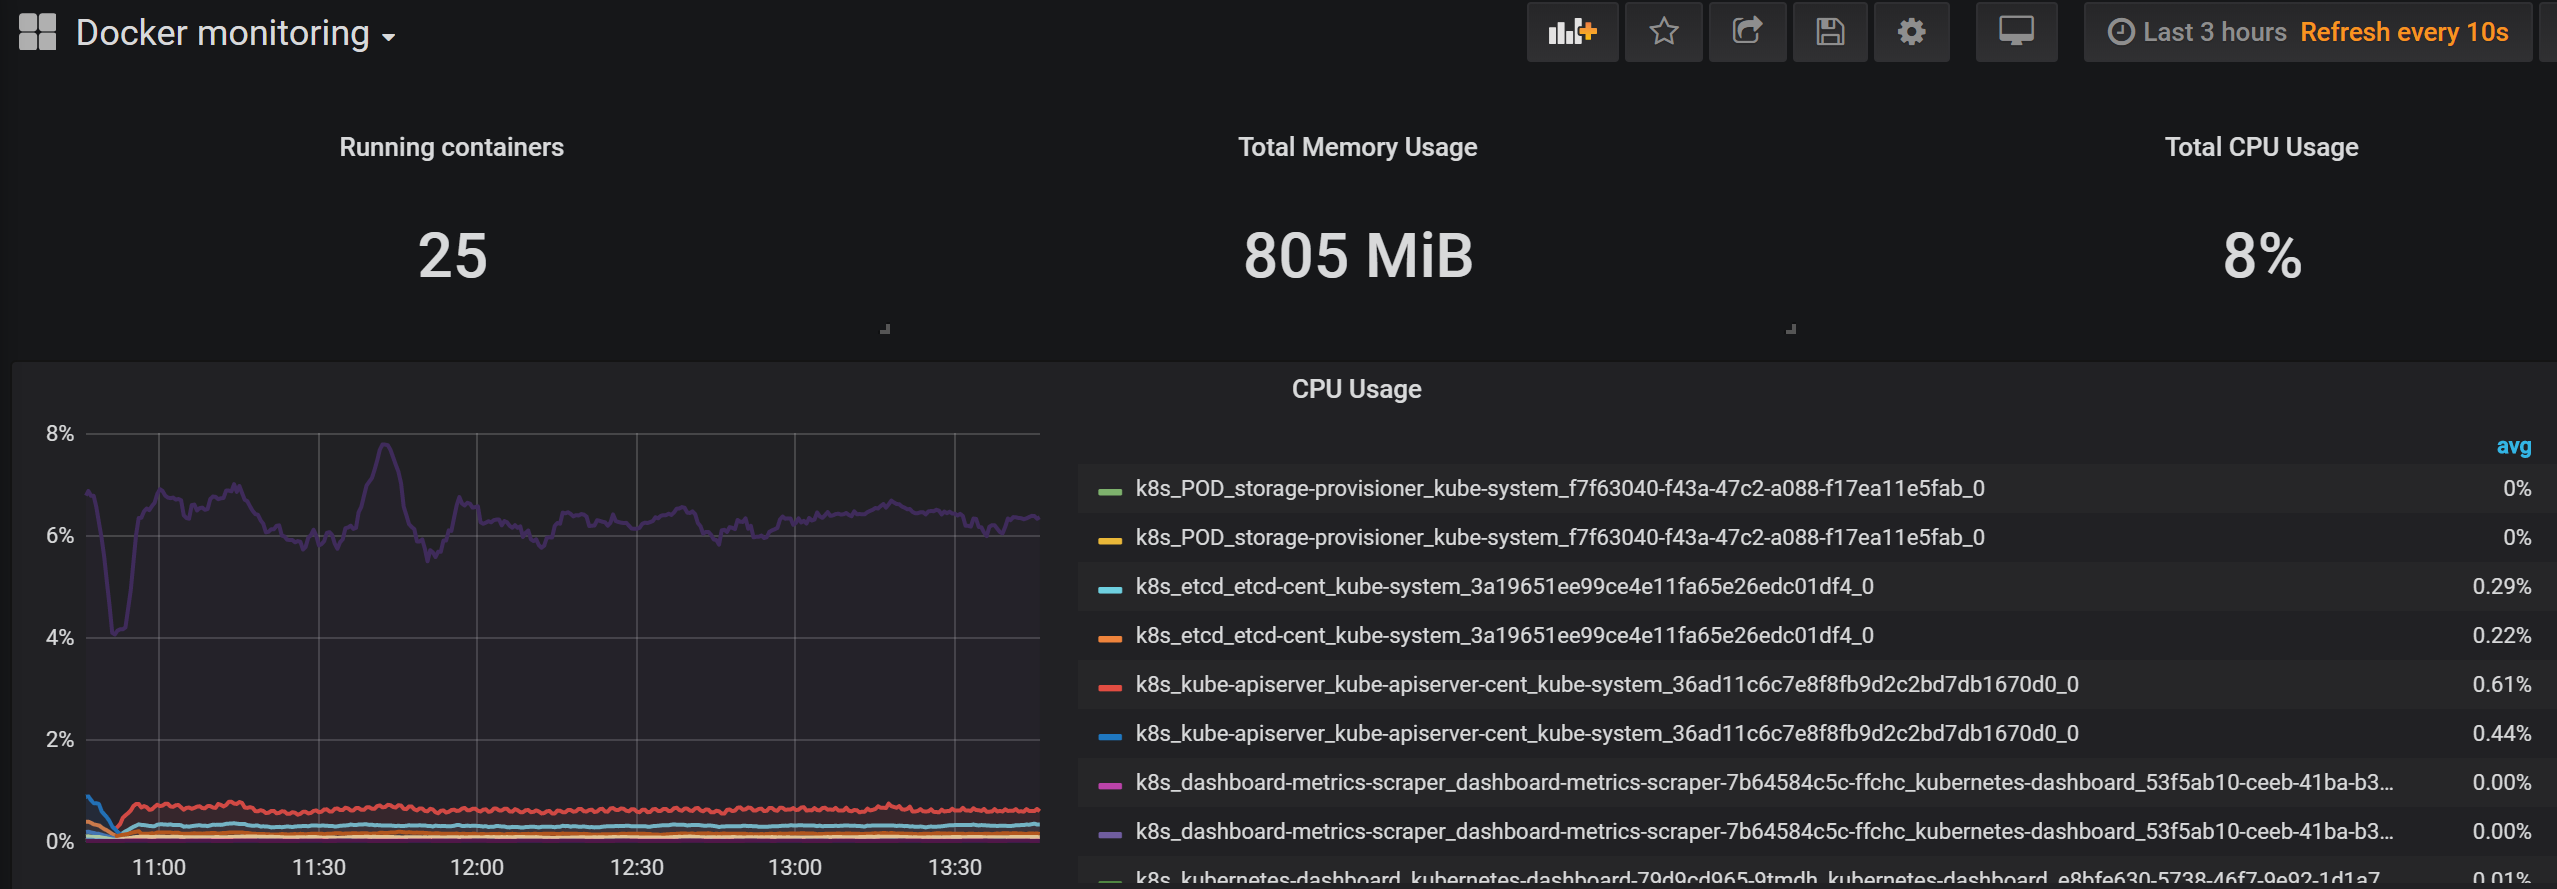 Docker monitoring
Last 3 hours Refresh every 10s
Running containers
Total Memory Usage
Total CPU Usage
25
805 MiB
8%
CPU Usage
8%
6%
4%
2%
0%
11:00 11:30 12:00 12:30 13:00 13:30
avg
k8s_POD_storage-provisioner_kube-system_f7f63040-f43a-47c2-a088-f17ea11e5fab_0 0%
k8s_POD_storage-provisioner_kube-system_f7f63040-f43a-47c2-a088-f17ea11e5fab_0 0%
k8s_etcd_etcd-cent_kube-system_3a19651ee99ce4e11fa65e26edc01df4_0 0.29%
k8s_etcd_etcd-cent_kube-system_3a19651ee99ce4e11fa65e26edc01df4_0 0.22%
k8s_kube-apiserver_kube-apiserver-cent_kube-system_36ad11c6c7e8f8fb9d2c2bd7db1670d0_0 0.61%
k8s_kube-apiserver_kube-apiserver-cent_kube-system_36ad11c6c7e8f8fb9d2c2bd7db1670d0_0 0.44%
k8s_dashboard-metrics-scraper_dashboard-metrics-scraper-7b64584c5c-ffchc_kubernetes-dashboard_53f5ab10-ceeb-41ba-b3... 0.00%
k8s_dashboard-metrics-scraper_dashboard-metrics-scraper-7b64584c5c-ffchc_kubernetes-dashboard_53f5ab10-ceeb-41ba-b3... 0.00%
k8s_kubernetes-dashboard_kubernetes-dashboard-79d9cd965-9tmdh_kubernetes-dashboard_e8bfe630-5738-46f7-9e92-1d1a7... 0.01%